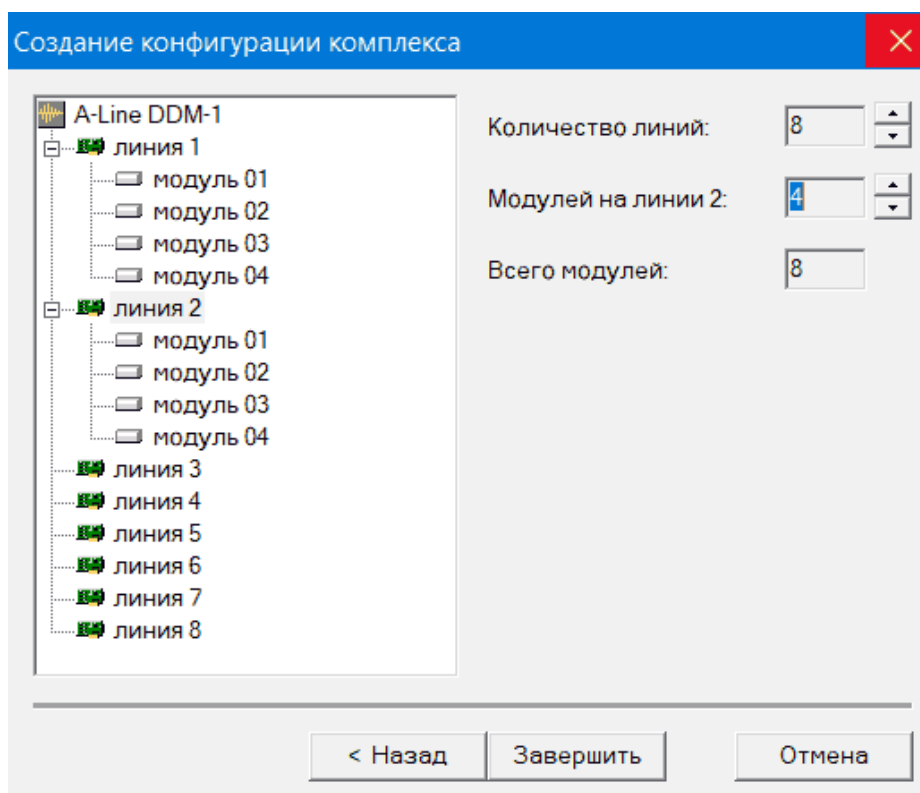 Создание конфигурации комплекса
A-Line DDM-1
линия 1
модуль 01
модуль 02
модуль 03
модуль 04
линия 2
модуль 01
модуль 02
модуль 03
модуль 04
линия 3
линия 4
линия 5
линия 6
линия 7
линия 8
Количество линий: 8
Модулей на линии 2: 4
Всего модулей: 8
< Назад Завершить Отмена